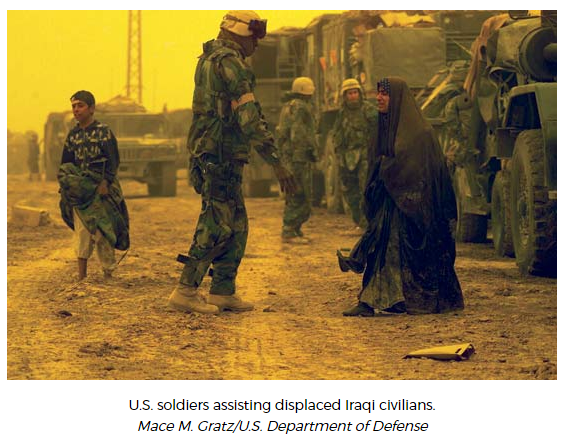 U.S. soldiers assisting displaced Iraqi civilians.
Mace M. Gratz/U.S. Department of Defense